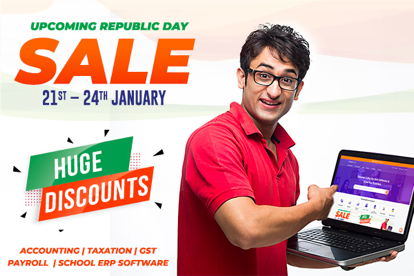 UPCOMING REPUBLIC DAY
SALE
21ST – 24TH JANUARY
HUGE
DISCOUNTS
ACCOUNTING | TAXATION | GST
PAYROLL | SCHOOL ERP SOFTWARE
SALE